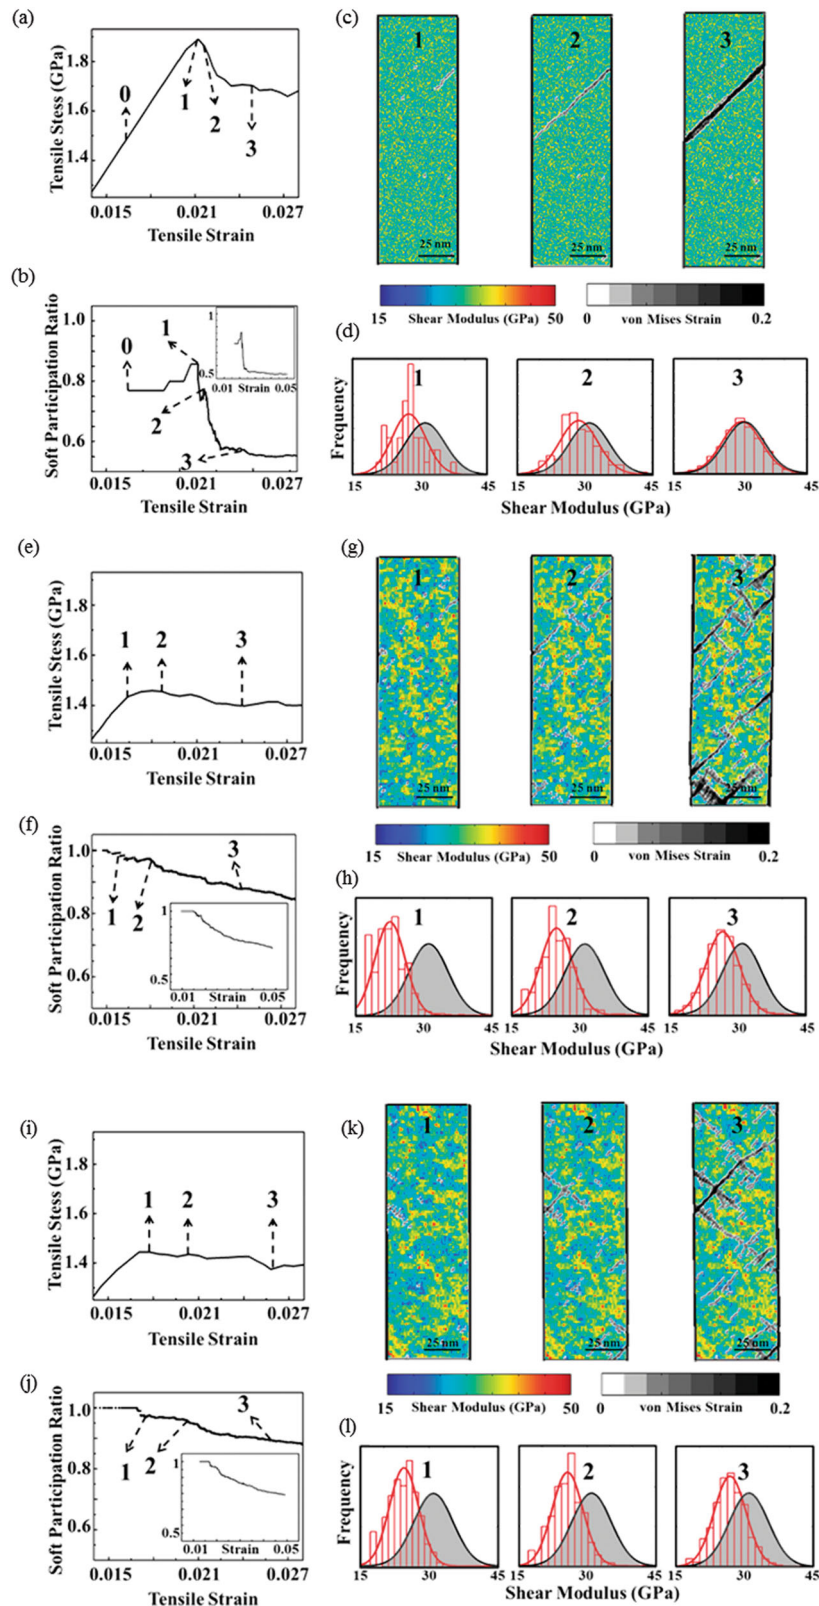 (a)
Tensile Stess (GPa)
1.8
1.6
1.4
0
1
2
3
0.015 0.021 0.027
Tensile Strain
(b)
Soft Participation Ratio
1.0
0.8
0.6
0
1
2
3
1
0.5
0.01 0.05
Strain
0.015 0.021 0.027
Tensile Strain
(c)
1 2 3
25 nm 25 nm 25 nm
15 Shear Modulus (GPa) 50
0 von Mises Strain 0.2
(d)
Frequency
1 2 3
15 30 45 15 30 45 15 30 45
Shear Modulus (GPa)
(e)
Tensile Stess (GPa)
1.8
1.6
1.4
1 2 3
0.015 0.021 0.027
Tensile Strain
(f)
Soft Participation Ratio
1.0
0.8
0.6
1
2
3
1
0.5
0.01 0.05
Strain
0.015 0.021 0.027
Tensile Strain
(g)
1 2 3
25 nm 25 nm 25 nm
15 Shear Modulus (GPa) 50
0 von Mises Strain 0.2
(h)
Frequency
1 2 3
15 30 45 15 30 45 15 30 45
Shear Modulus (GPa)
(i)
Tensile Stess (GPa)
1.8
1.6
1.4
1 2 3
0.015 0.021 0.027
Tensile Strain
(j)
Soft Participation Ratio
1.0
0.8
0.6
1
2
3
1
0.5
0.01 0.05
Strain
0.015 0.021 0.027
Tensile Strain
(k)
1 2 3
25 nm 25 nm 25 nm
15 Shear Modulus (GPa) 50
0 von Mises Strain 0.2
(l)
Frequency
1 2 3
15 30 45 15 30 45 15 30 45
Shear Modulus (GPa)